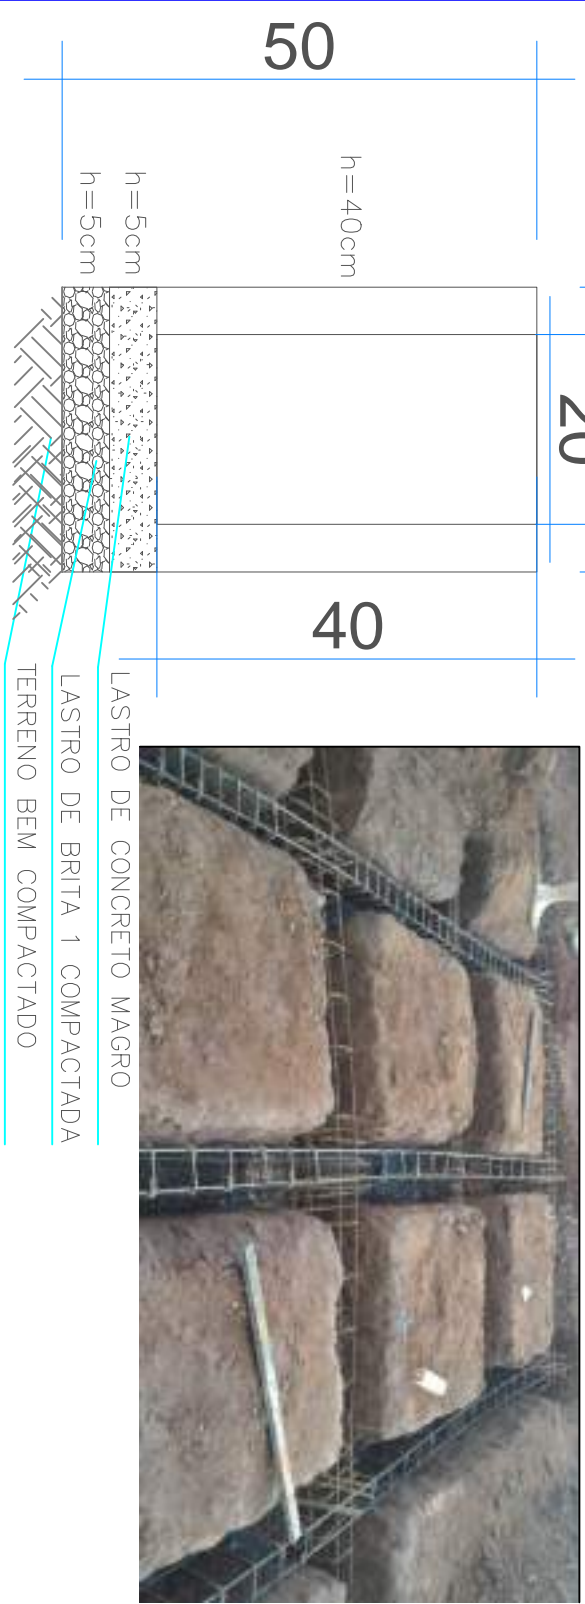 50
h=40cm
h=5cm
h=5cm
20
40
LASTRO DE CONCRETO MAGRO
LASTRO DE BRITA 1 COMPACTADA
TERRENO BEM COMPACTADO